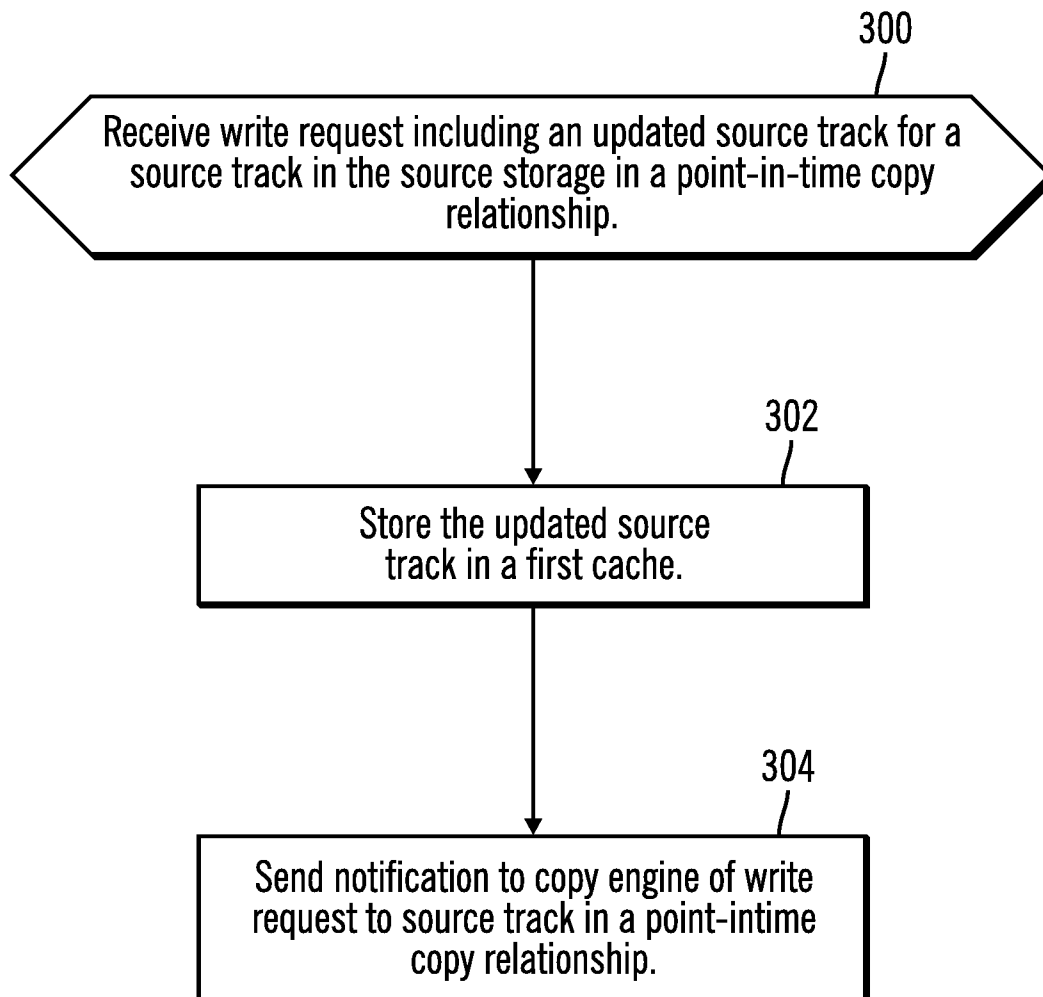 300
Receive write request including an updated source track for a
source track in the source storage in a point-in-time copy
relationship.
302
Store the updated source
track in a first cache.
304
Send notification to copy engine of write
request to source track in a point-intime
copy relationship.